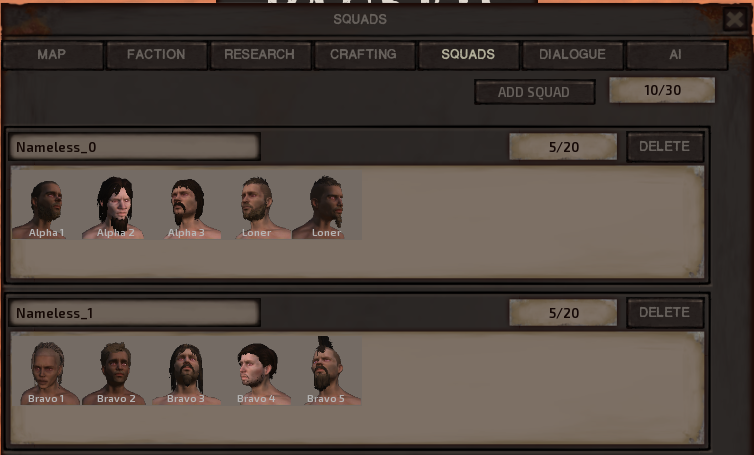 SQUADS
MAP FACTION RESEARCH CRAFTING SQUADS DIALOGUE AI
ADD SQUAD 10/30
Nameless_0 5/20 DELETE
Alpha 1 Alpha 2 Alpha 3 Loner Loner
Nameless_1 5/20 DELETE
Bravo 1 Bravo 2 Bravo 3 Bravo 4 Bravo 5